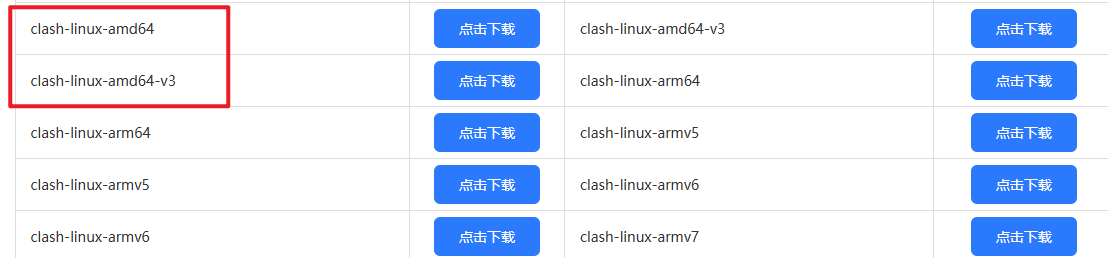 clash-linux-amd64 点击下载 clash-linux-amd64-v3 点击下载
clash-linux-amd64-v3 点击下载 clash-linux-arm64 点击下载
clash-linux-arm64 点击下载 clash-linux-armv5 点击下载
clash-linux-armv5 点击下载 clash-linux-armv6 点击下载
clash-linux-armv6 点击下载 clash-linux-armv7 点击下载